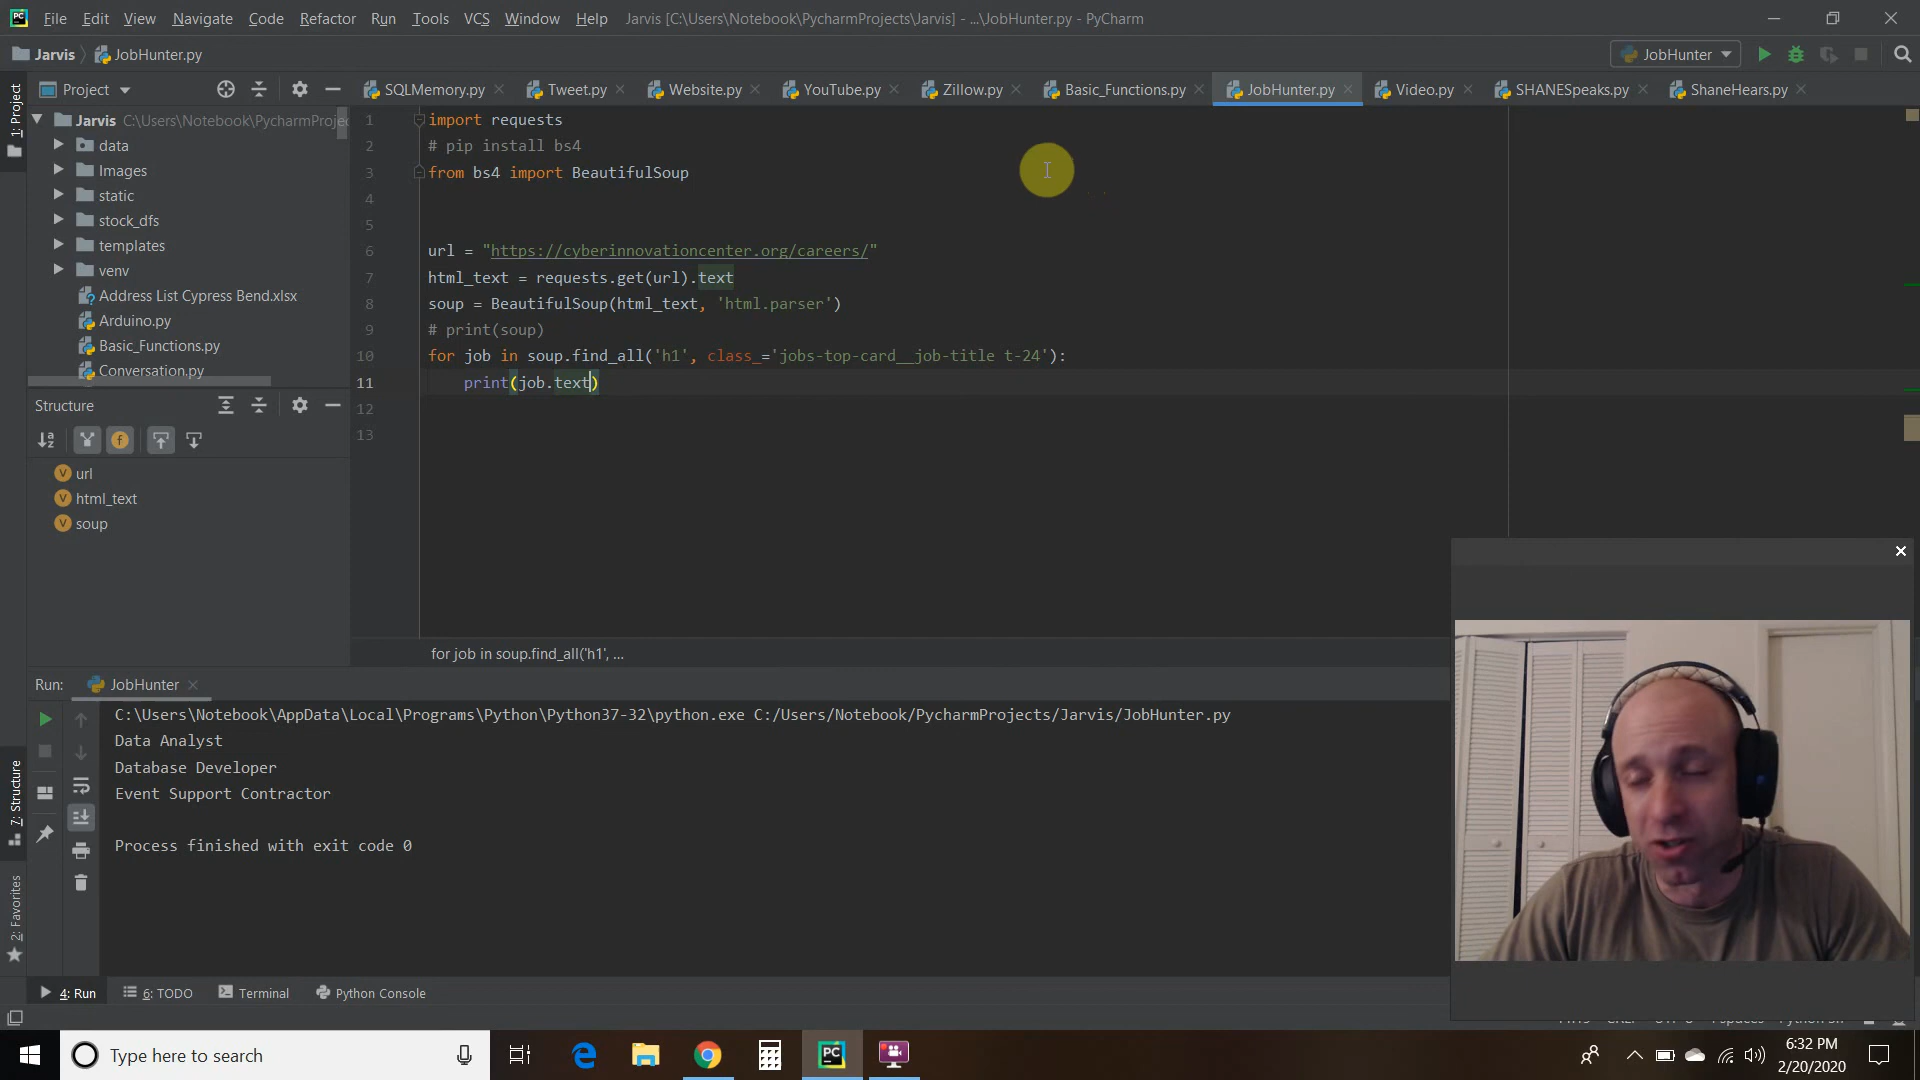 File Edit View Navigate Code Refactor Run Tools VCS Window Help Jarvis [C:\Users\Notebook\PycharmProjects\Jarvis] - ...\JobHunter.py - PyCharm
Jarvis JobHunter.py JobHunter
Project SQLMemory.py Tweet.py Website.py YouTube.py Zillow.py Basic_Functions.py JobHunter.py Video.py SHANESpeaks.py ShaneHears.py
1: Project
Jarvis C:\Users\Notebook\PycharmProje
data
Images
static
stock_dfs
templates
venv
Address List Cypress Bend.xlsx
Arduino.py
Basic_Functions.py
Conversation.py
1 import requests
2 # pip install bs4
3 from bs4 import BeautifulSoup
4
5
6 url = "https://cyberinnovationcenter.org/careers/"
7 html_text = requests.get(url).text
8 soup = BeautifulSoup(html_text, 'html.parser')
9 # print(soup)
10 for job in soup.find_all('h1', class_='jobs-top-card__job-title t-24'):
11 print(job.text)
12
13
Structure
url
html_text
soup
for job in soup.find_all('h1', ...
Run: JobHunter
C:\Users\Notebook\AppData\Local\Programs\Python\Python37-32\python.exe C:/Users/Notebook/PycharmProjects/Jarvis/JobHunter.py
Data Analyst
Database Developer
Event Support Contractor
Process finished with exit code 0
7: Structure
2: Favorites
4: Run 6: TODO Terminal Python Console
Type here to search
PC
6:32 PM
2/20/2020